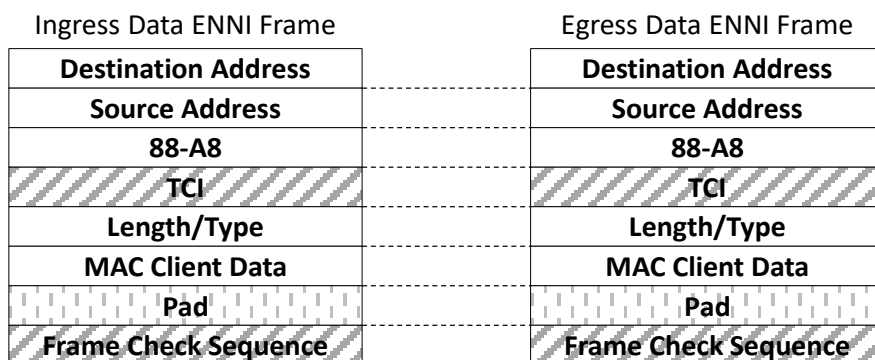 Ingress Data ENNI Frame
Destination Address
Source Address
88-A8
TCI
Length/Type
MAC Client Data
Pad
Frame Check Sequence
Egress Data ENNI Frame
Destination Address
Source Address
88-A8
TCI
Length/Type
MAC Client Data
Pad
Frame Check Sequence